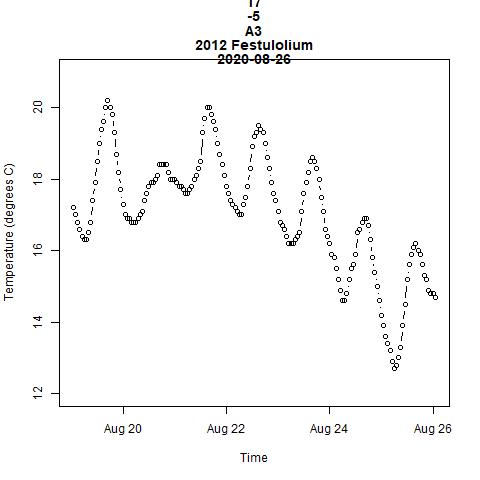 17
-5
A3
2012 Festulolium
2020-08-26
Temperature (degrees C)
20
18
16
14
12
Aug 20
Aug 22
Aug 24
Aug 26
Time